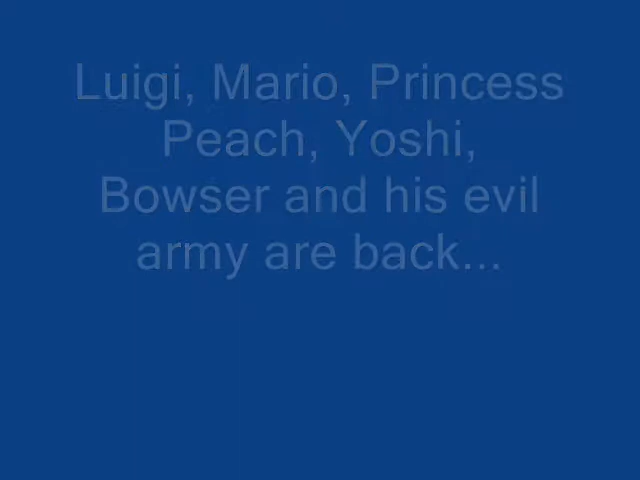 Luigi, Mario, Princess
Peach, Yoshi,
Bowser and his evil
army are back...